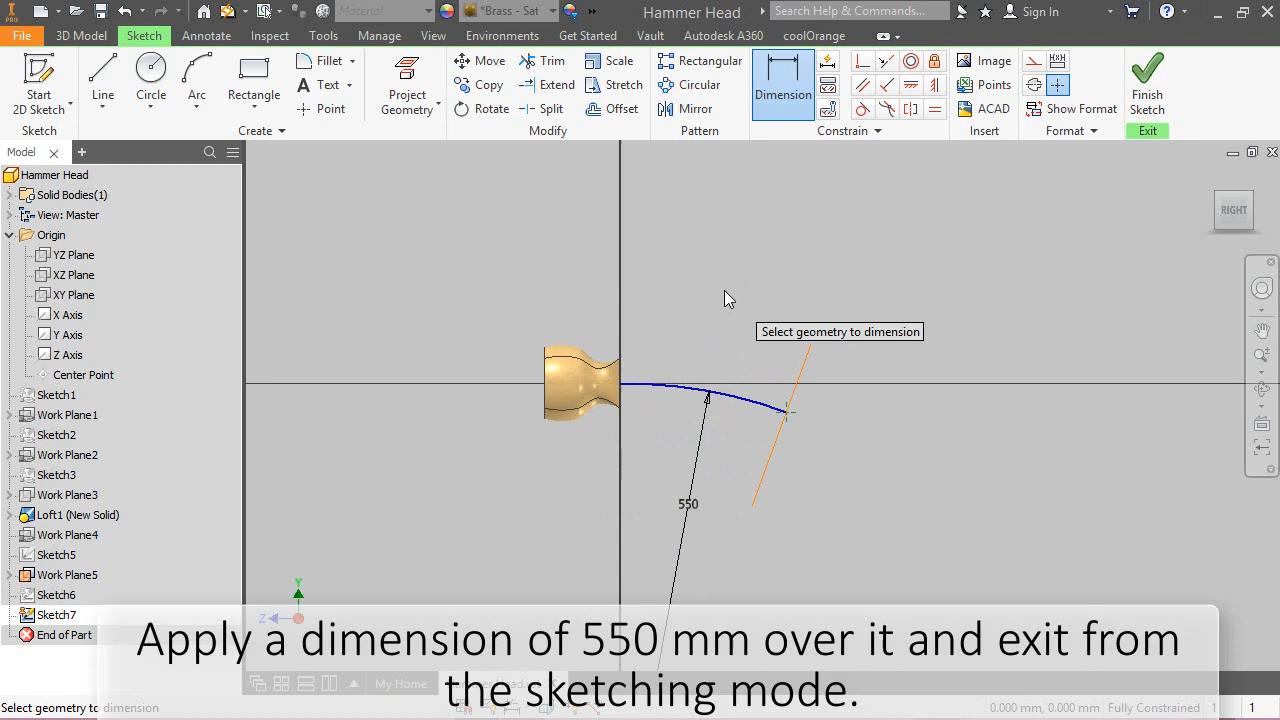 PRO
Material
*Brass - Sat
Hammer Head
Search Help & Commands...
Sign In
File
3D Model
Sketch
Annotate
Inspect
Tools
Manage
View
Environments
Get Started
Vault
Autodesk A360
coolOrange
Start
2D Sketch
Line
Circle
Arc
Rectangle
Fillet
Text
Point
Project
Geometry
Move
Copy
Rotate
Trim
Extend
Split
Scale
Stretch
Offset
Rectangular
Circular
Mirror
Dimension
Image
Points
ACAD
Show Format
Finish
Sketch
Sketch
Create
Modify
Pattern
Constrain
Insert
Format
Exit
Model
Hammer Head
Solid Bodies(1)
View: Master
Origin
YZ Plane
XZ Plane
XY Plane
X Axis
Y Axis
Z Axis
Center Point
Sketch1
Work Plane1
Sketch2
Work Plane2
Sketch3
Work Plane3
Loft1 (New Solid)
Work Plane4
Sketch5
Work Plane5
Sketch6
Sketch7
End of Part
RIGHT
Select geometry to dimension
550
Y
Z
Apply a dimension of 550 mm over it and exit from
the sketching mode.
My Home
Select geometry to dimension
0.000 mm, 0.000 mm
Fully Constrained
1
1